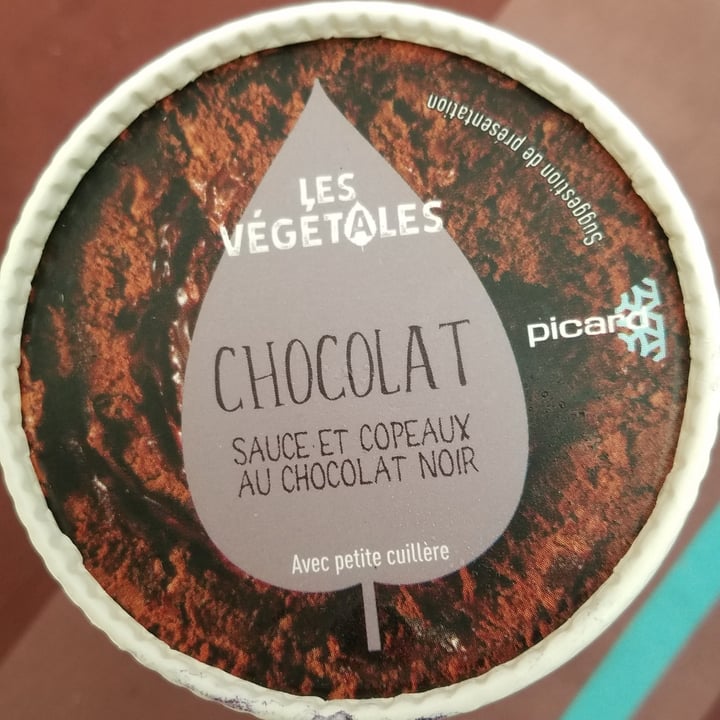 LES
VÉGÉTALES
CHOCOLAT
SAUCE ET COPEAUX
AU CHOCOLAT NOIR
Avec petite cuillère
picard
Suggestion de présentation